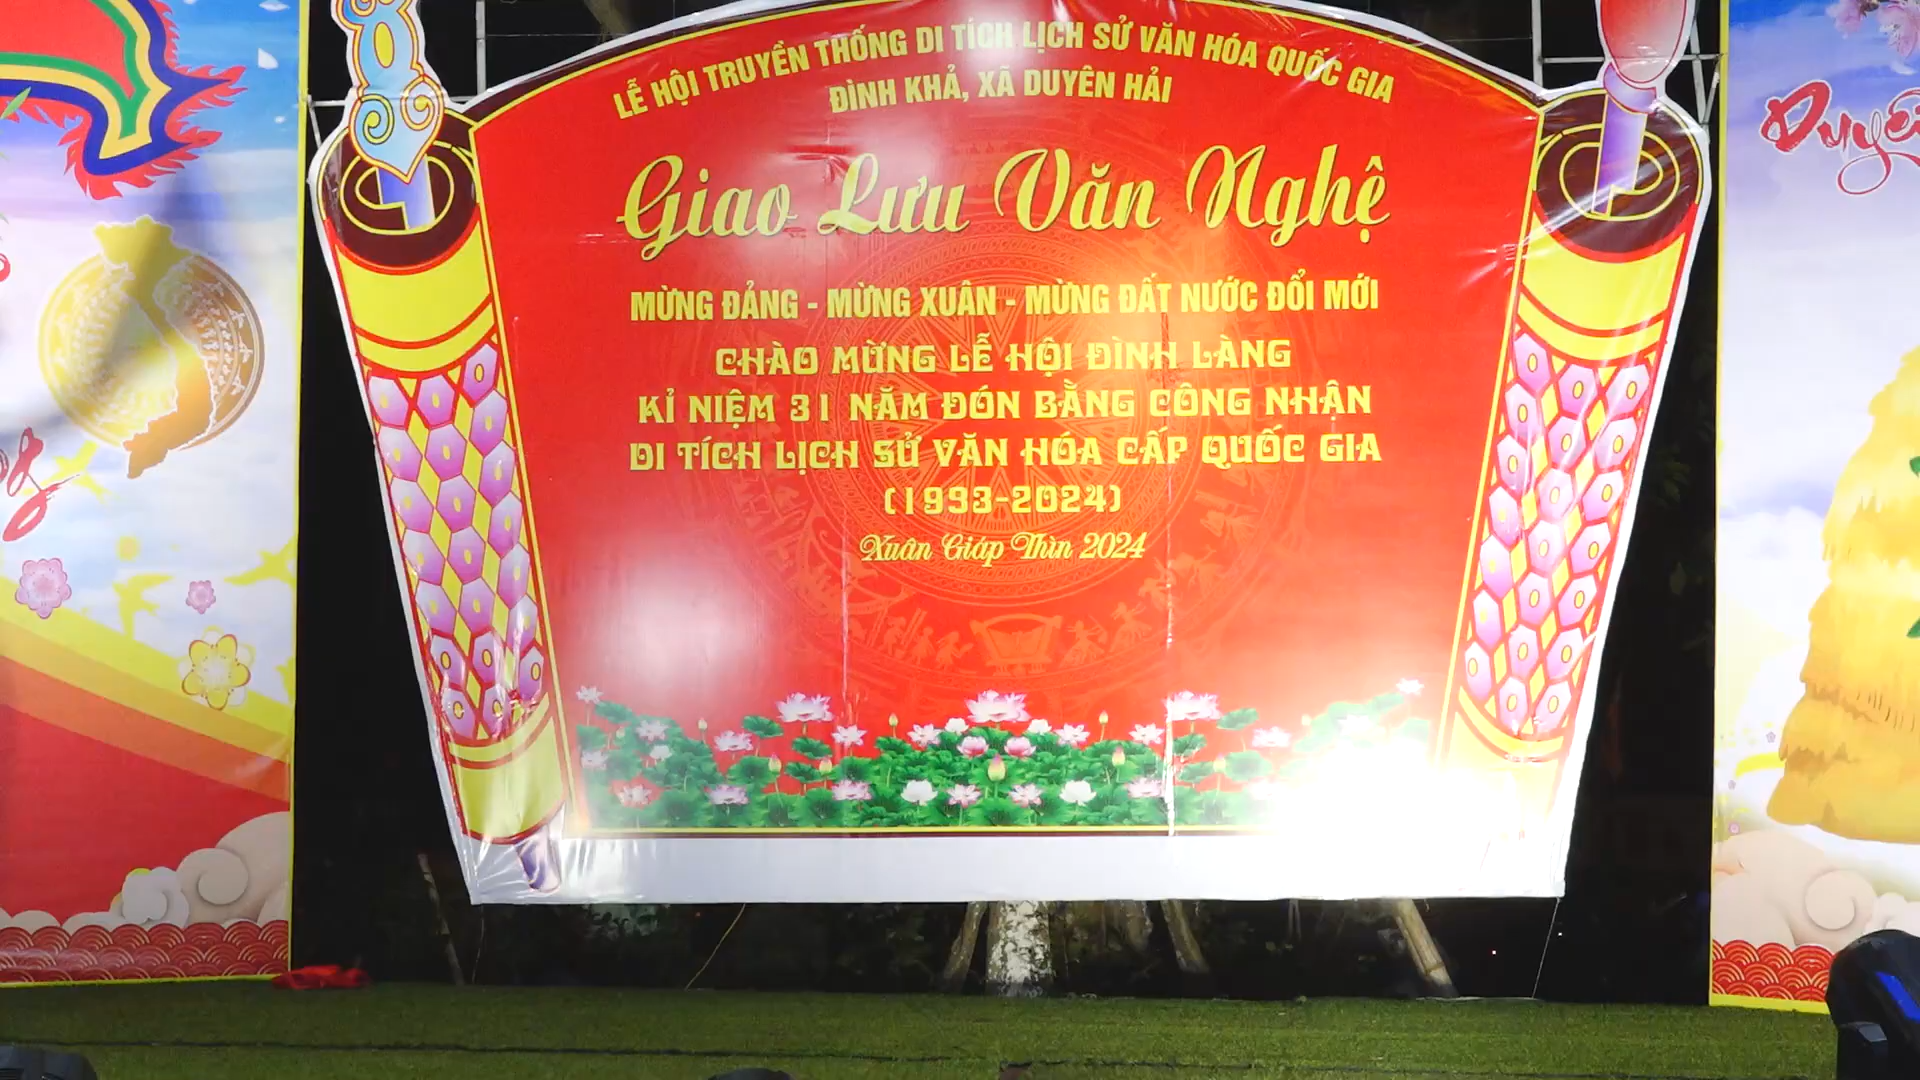 LỄ HỘI TRUYỀN THỐNG DI TÍCH LỊCH SỬ VĂN HÓA QUỐC GIA
ĐÌNH KHẢ, XÃ DUYÊN HẢI
Giao Lưu Văn Nghệ
MỪNG ĐẢNG - MỪNG XUÂN - MỪNG ĐẤT NƯỚC ĐỔI MỚI
CHÀO MỪNG LỄ HỘI ĐÌNH LÀNG
KỈ NIỆM 31 NĂM ĐÓN BẰNG CÔNG NHẬN
DI TÍCH LỊCH SỬ VĂN HÓA CẤP QUỐC GIA
(1993-2024)
Xuân Giáp Thìn 2024